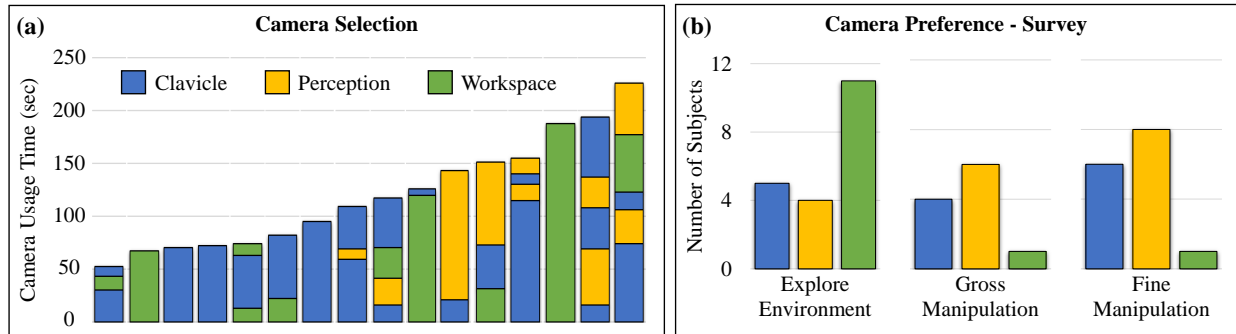 (a)
Camera Selection
Camera Usage Time (sec)
250
200
150
100
50
0
Clavicle
Perception
Workspace
(b)
Camera Preference - Survey
Number of Subjects
12
8
4
0
Explore
Environment
Gross
Manipulation
Fine
Manipulation